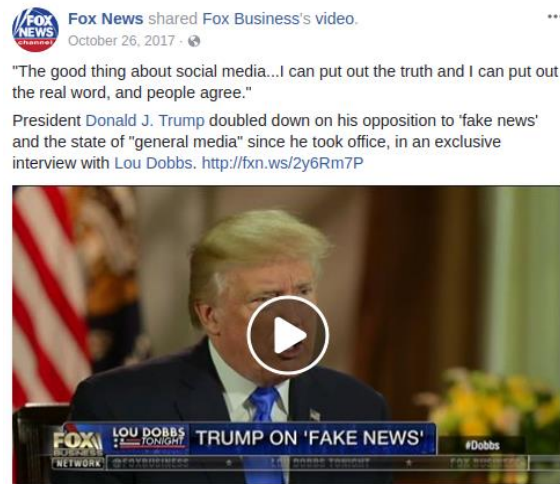 FOX
NEWS
channel
Fox News shared Fox Business's video.
October 26, 2017 ·
"The good thing about social media...I can put out the truth and I can put out
the real word, and people agree."
President Donald J. Trump doubled down on his opposition to 'fake news'
and the state of "general media" since he took office, in an exclusive
interview with Lou Dobbs. http://fxn.ws/2y6Rm7P
FOX
BUSINESS
NETWORK
LOU DOBBS
TONIGHT
TRUMP ON 'FAKE NEWS'
#Dobbs
@FOXBUSINESS
LOU DOBBS TONIGHT